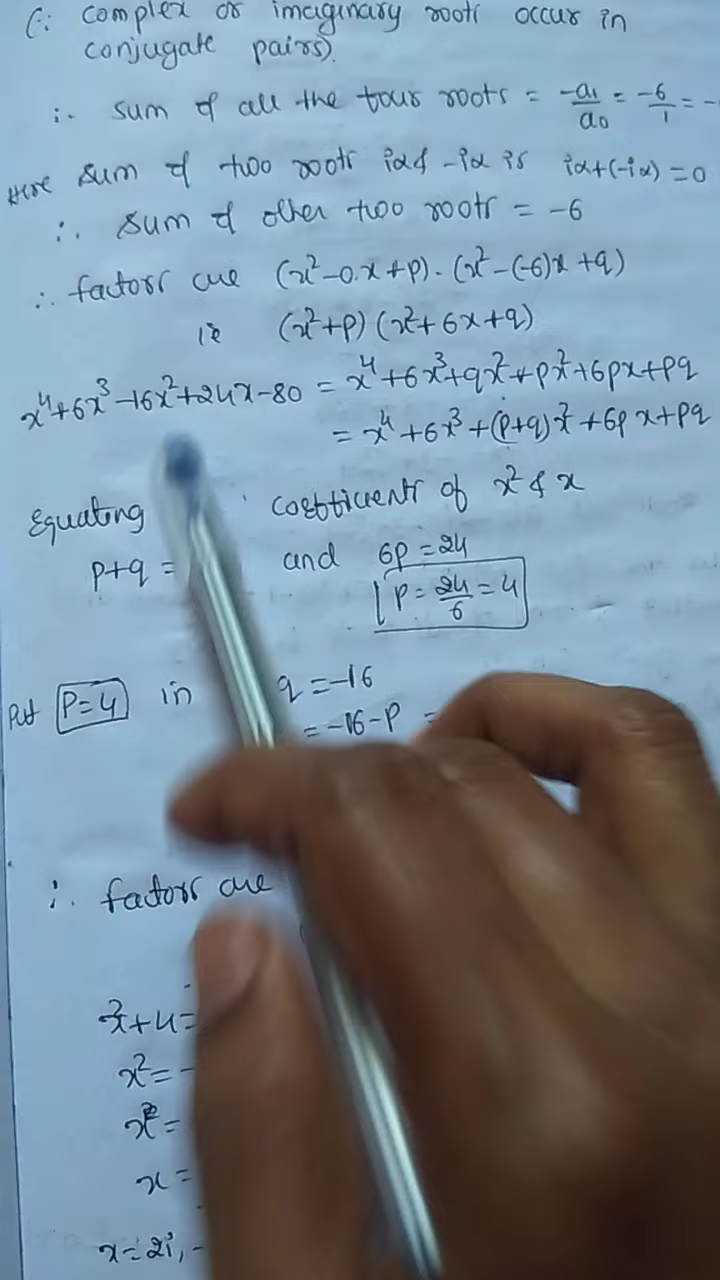 (∵ complex or imaginary roots occur in
conjugate pairs).
∴ sum of all the four roots = -a₁/a₀ = -6/1 = -
Here sum of two roots iα & -iα is iα+(-iα) = 0
∴ sum of other two roots = -6
∴ factors are (x²-0.x+p).(x²-(-6)x+q)
ie (x²+p)(x²+6x+q)
x⁴+6x³-16x²+24x-80 = x⁴+6x³+qx²+px²+6px+pq
= x⁴+6x³+(p+q)x²+6px+pq
Equating coefficients of x² & x
p+q = and 6p=24
p = 24/6 = 4
Put p=4 in q = -16
= -16-p =
∴ factors are
x²+4=
x² = -
x² =
x =
x=2i, -